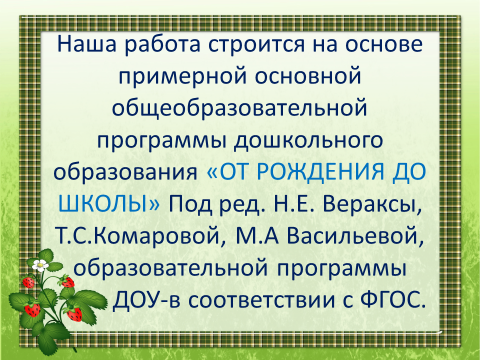 Наша работа строится на основе
примерной основной
общеобразовательной
программы дошкольного
образования «ОТ РОЖДЕНИЯ ДО
ШКОЛЫ» Под ред. Н.Е. Вераксы,
Т.С.Комаровой, М.А Васильевой,
образовательной программы
ДОУ-в соответствии с ФГОС.